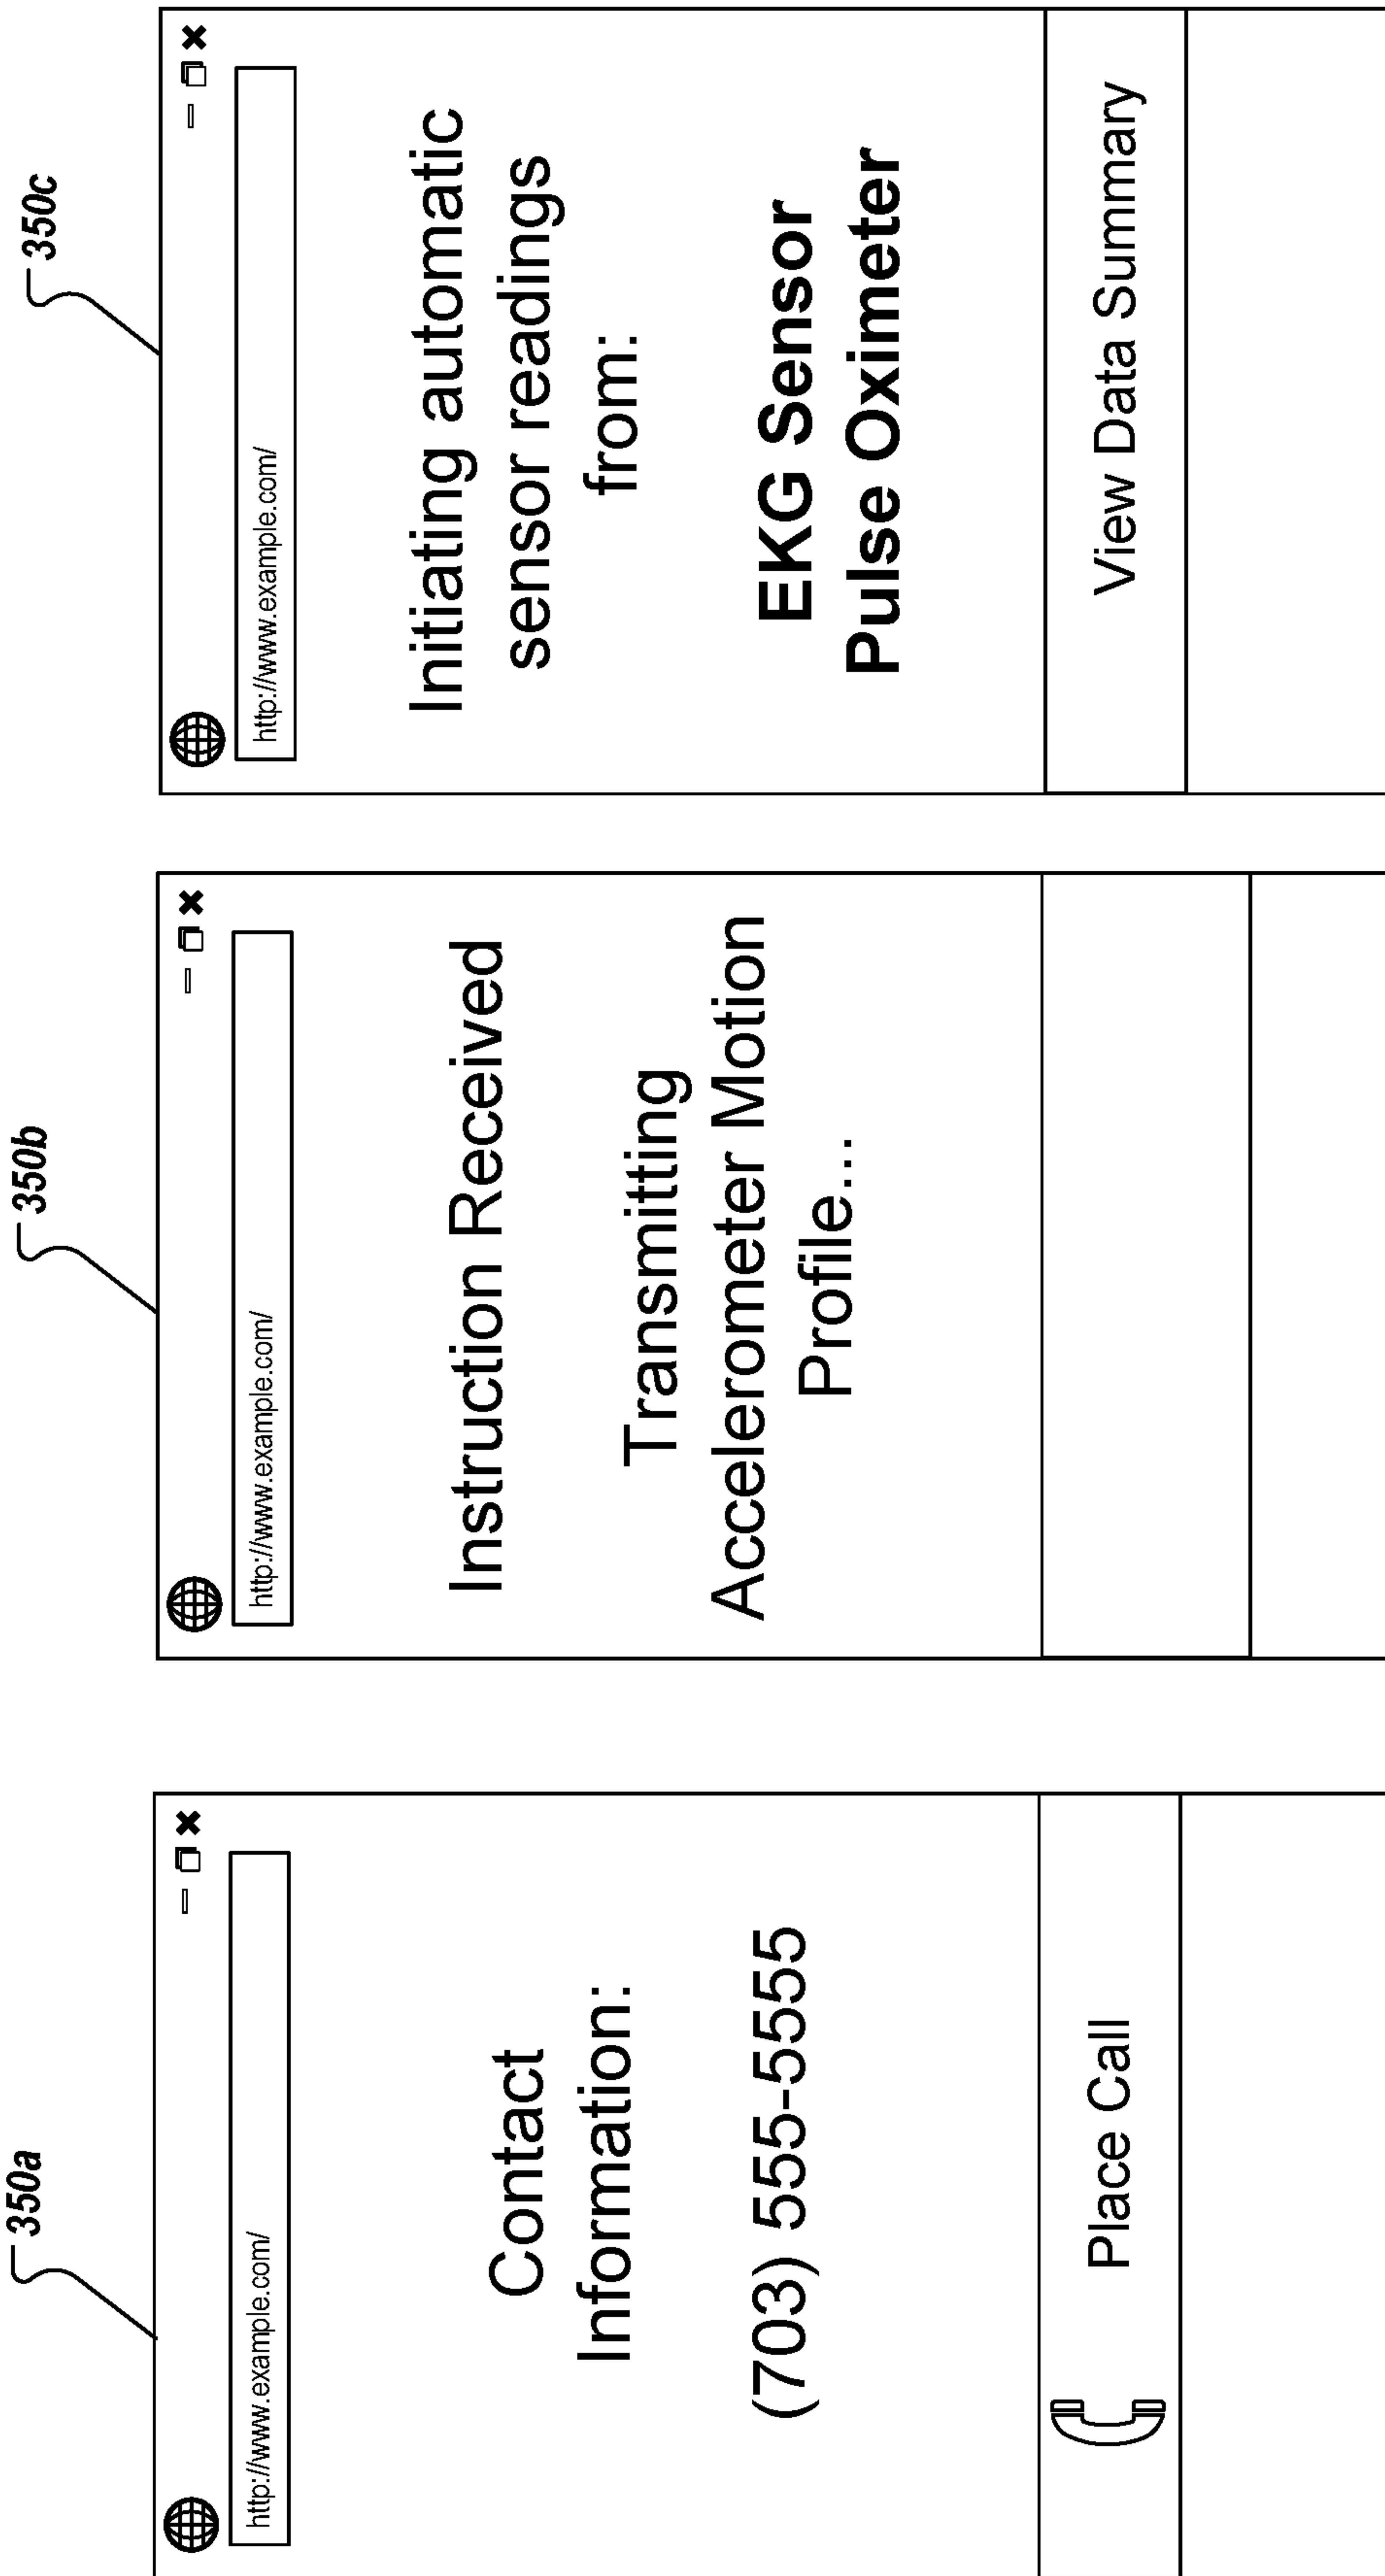 350a
http://www.example.com/
Contact
Information:
(703) 555-5555
Place Call
350b
http://www.example.com/
Instruction Received
Transmitting
Accelerometer Motion
Profile...
350c
http://www.example.com/
Initiating automatic
sensor readings
from:
EKG Sensor
Pulse Oximeter
View Data Summary